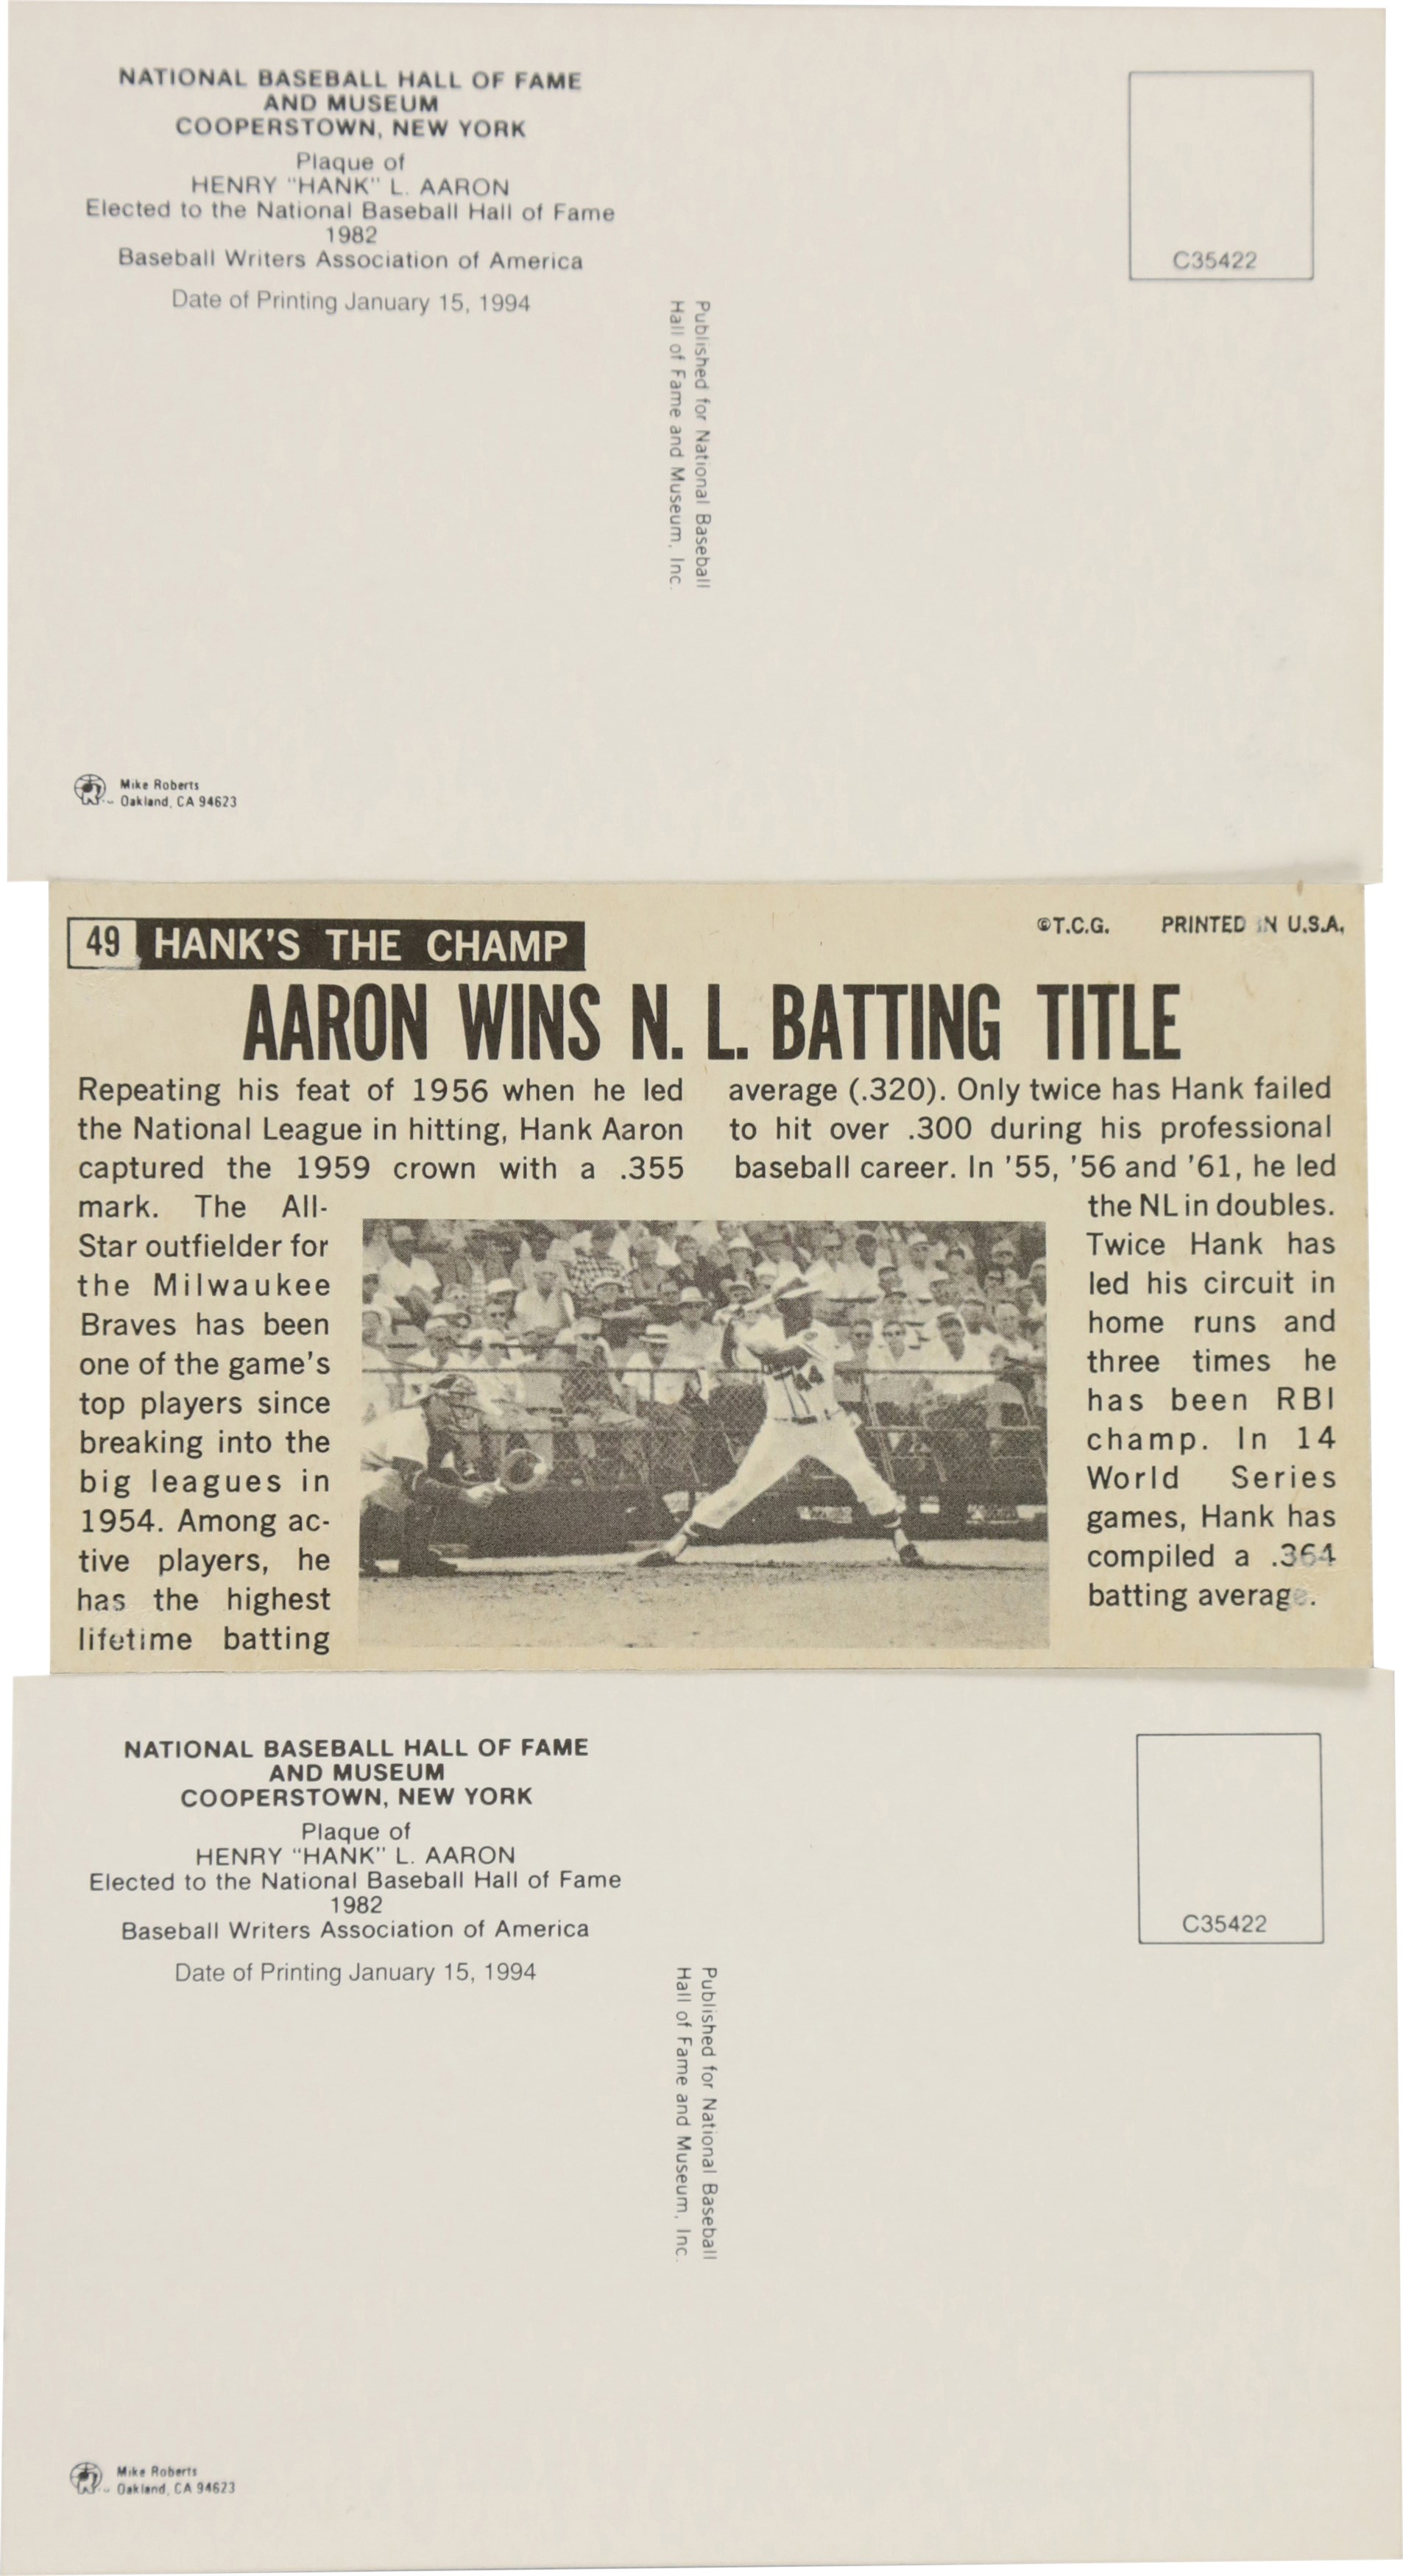 NATIONAL BASEBALL HALL OF FAME
AND MUSEUM
COOPERSTOWN, NEW YORK
Plaque of
HENRY "HANK" L. AARON
Elected to the National Baseball Hall of Fame
1982
Baseball Writers Association of America
Date of Printing January 15, 1994
C35422
Published for National Baseball
Hall of Fame and Museum, Inc.
Mike Roberts
Oakland, CA 94623
49 HANK'S THE CHAMP
©T.C.G. PRINTED IN U.S.A.
AARON WINS N. L. BATTING TITLE
Repeating his feat of 1956 when he led
the National League in hitting, Hank Aaron
captured the 1959 crown with a .355
mark. The All-
Star outfielder for
the Milwaukee
Braves has been
one of the game's
top players since
breaking into the
big leagues in
1954. Among ac-
tive players, he
has the highest
lifetime batting
average (.320). Only twice has Hank failed
to hit over .300 during his professional
baseball career. In '55, '56 and '61, he led
the NL in doubles.
Twice Hank has
led his circuit in
home runs and
three times he
has been RBI
champ. In 14
World Series
games, Hank has
compiled a .364
batting average.
44
NATIONAL BASEBALL HALL OF FAME
AND MUSEUM
COOPERSTOWN, NEW YORK
Plaque of
HENRY "HANK" L. AARON
Elected to the National Baseball Hall of Fame
1982
Baseball Writers Association of America
Date of Printing January 15, 1994
C35422
Published for National Baseball
Hall of Fame and Museum, Inc.
Mike Roberts
Oakland, CA 94623